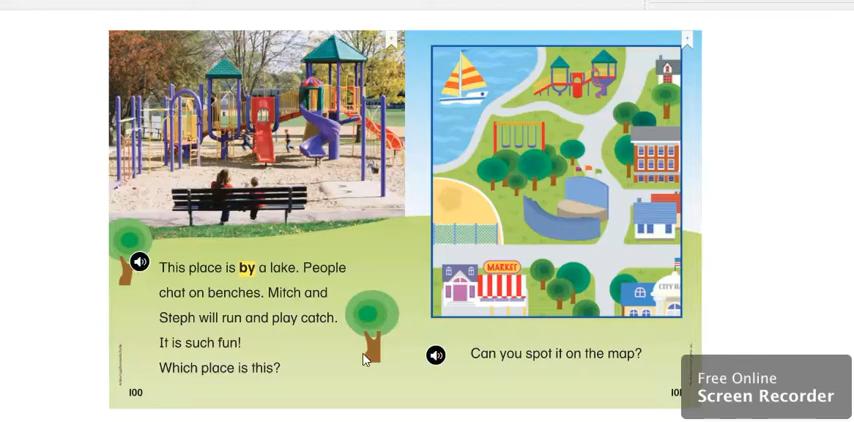 This place is by a lake. People
chat on benches. Mitch and
Steph will run and play catch.
It is such fun!
Which place is this?
100
MARKET
CITY
Can you spot it on the map?
Free Online
Screen Recorder